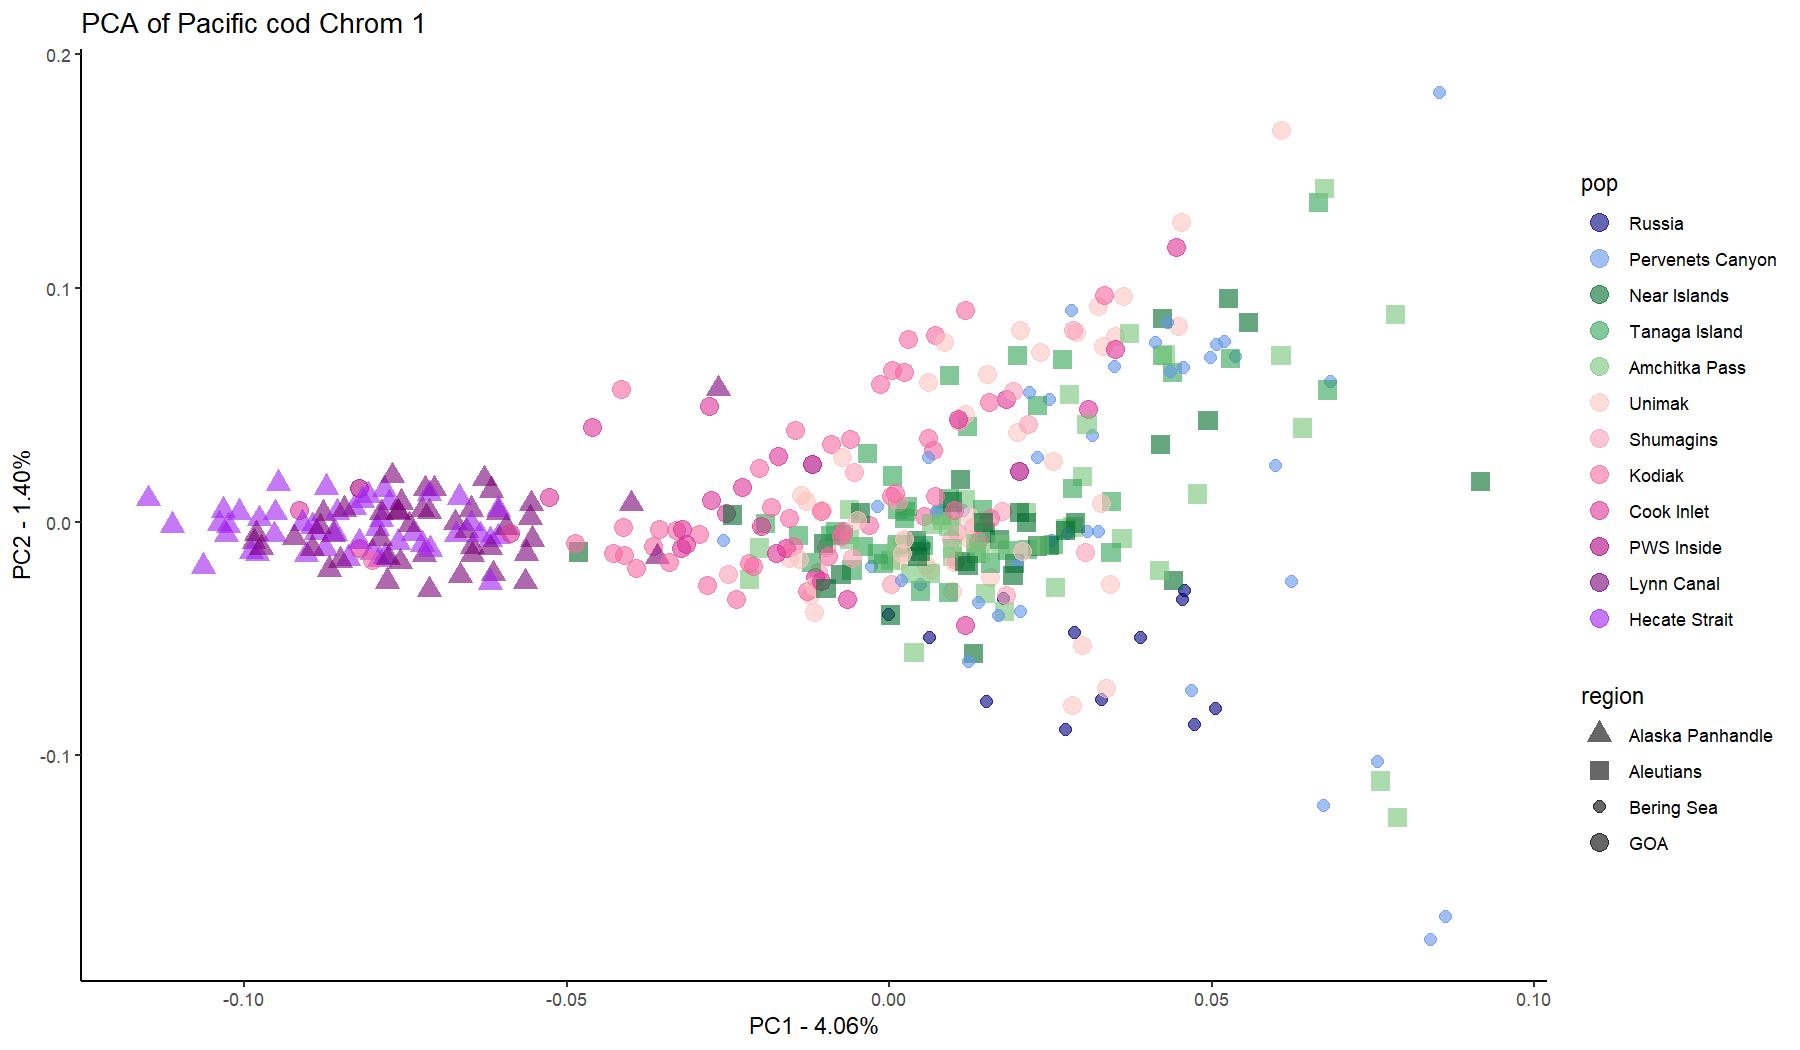 PCA of Pacific cod Chrom 1
0.2
0.1
0.0
-0.1
PC2 - 1.40%
-0.10
-0.05
0.00
0.05
0.10
PC1 - 4.06%
pop
Russia
Pervenets Canyon
Near Islands
Tanaga Island
Amchitka Pass
Unimak
Shumagins
Kodiak
Cook Inlet
PWS Inside
Lynn Canal
Hecate Strait
region
Alaska Panhandle
Aleutians
Bering Sea
GOA